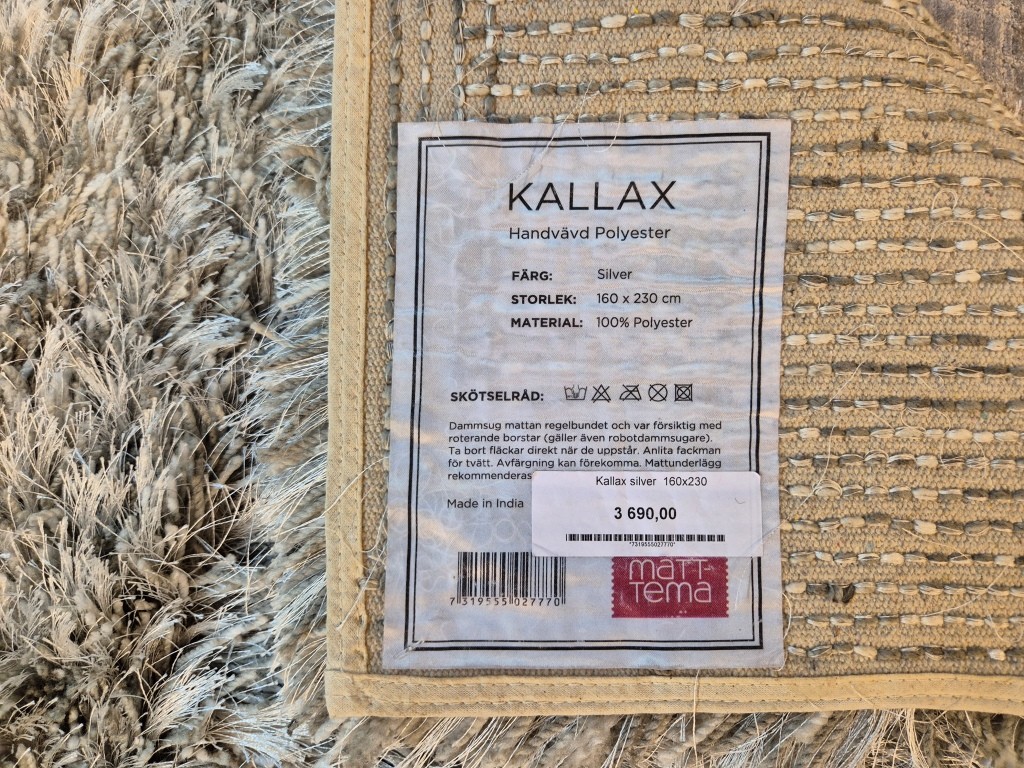 KALLAX
Handvävd Polyester
FÄRG: Silver
STORLEK: 160 x 230 cm
MATERIAL: 100% Polyester
SKÖTSELRÅD:
Dammsug mattan regelbundet och var försiktig med
roterande borstar (gäller även robotdammsugare).
Ta bort fläckar direkt när de uppstår. Anlita fackman
för tvätt. Avfärgning kan förekomma. Mattunderlägg
rekommenderas
Kallax silver 160x230
Made in India
3 690,00
*7319555027770*
matt-
Tema
7 319555 027770